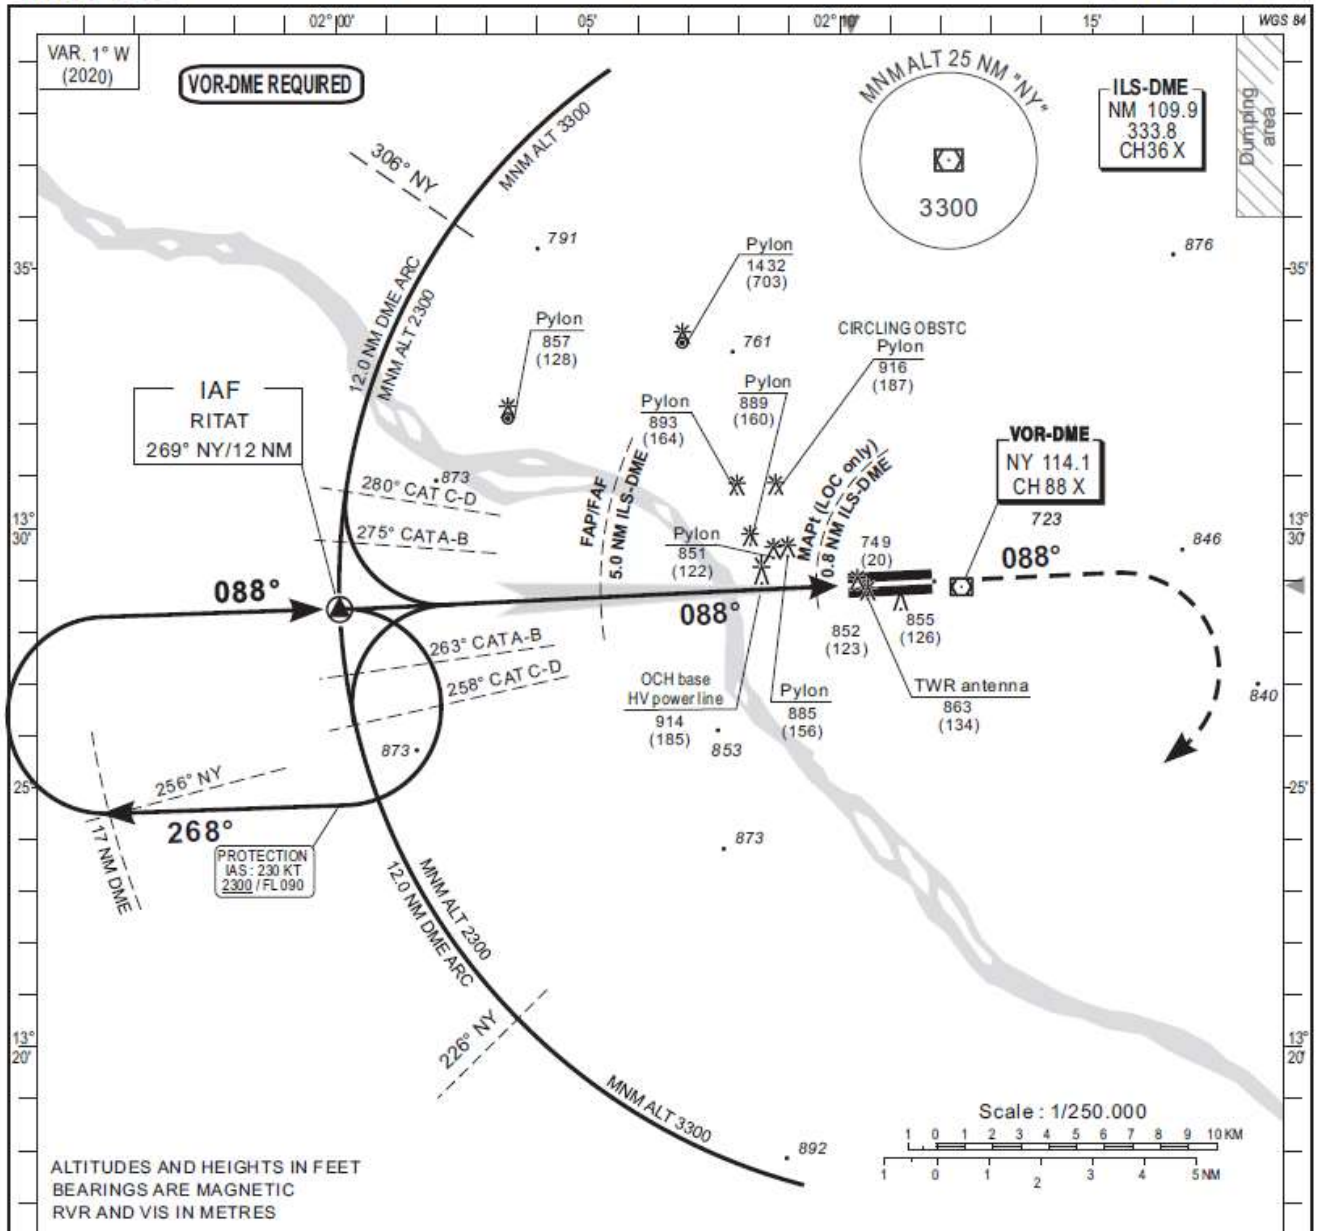 02° 00'
05'
02° 10'
15'
WGS 84
VAR. 1° W
(2020)
VOR-DME REQUIRED
MNM ALT 3300
306° NY
MNM ALT 25 NM "NY"
3300
ILS-DME
NM 109.9
333.8
CH36 X
Dumping
area
35'
35'
791
876
Pylon
1432
(703)
12.0 NM DME ARC
MNM ALT 2300
Pylon
857
(128)
761
CIRCLING OBSTC
Pylon
916
(187)
IAF
RITAT
269° NY/12 NM
Pylon
889
(160)
Pylon
893
(164)
VOR-DME
NY 114.1
CH 88 X
723
873
280° CAT C-D
275° CAT A-B
FAP/FAF
5.0 NM ILS-DME
MAPt (LOC only)
0.8 NM ILS-DME
13°
30'
13°
30'
Pylon
851
(122)
749
(20)
846
088°
088°
088°
263° CAT A-B
258° CAT C-D
852
(123)
855
(126)
OCH base
HV power line
914
(185)
Pylon
885
(156)
TWR antenna
863
(134)
840
853
873
25'
25'
256° NY
268°
17 NM DME
PROTECTION
IAS : 230 KT
2300 / FL 090
873
MNM ALT 2300
12.0 NM DME ARC
226° NY
13°
20'
13°
20'
MNM ALT 3300
892
Scale : 1/250.000
1 0 1 2 3 4 5 6 7 8 9 10 KM
1 0 1 2 3 4 5 NM
ALTITUDES AND HEIGHTS IN FEET
BEARINGS ARE MAGNETIC
RVR AND VIS IN METRES